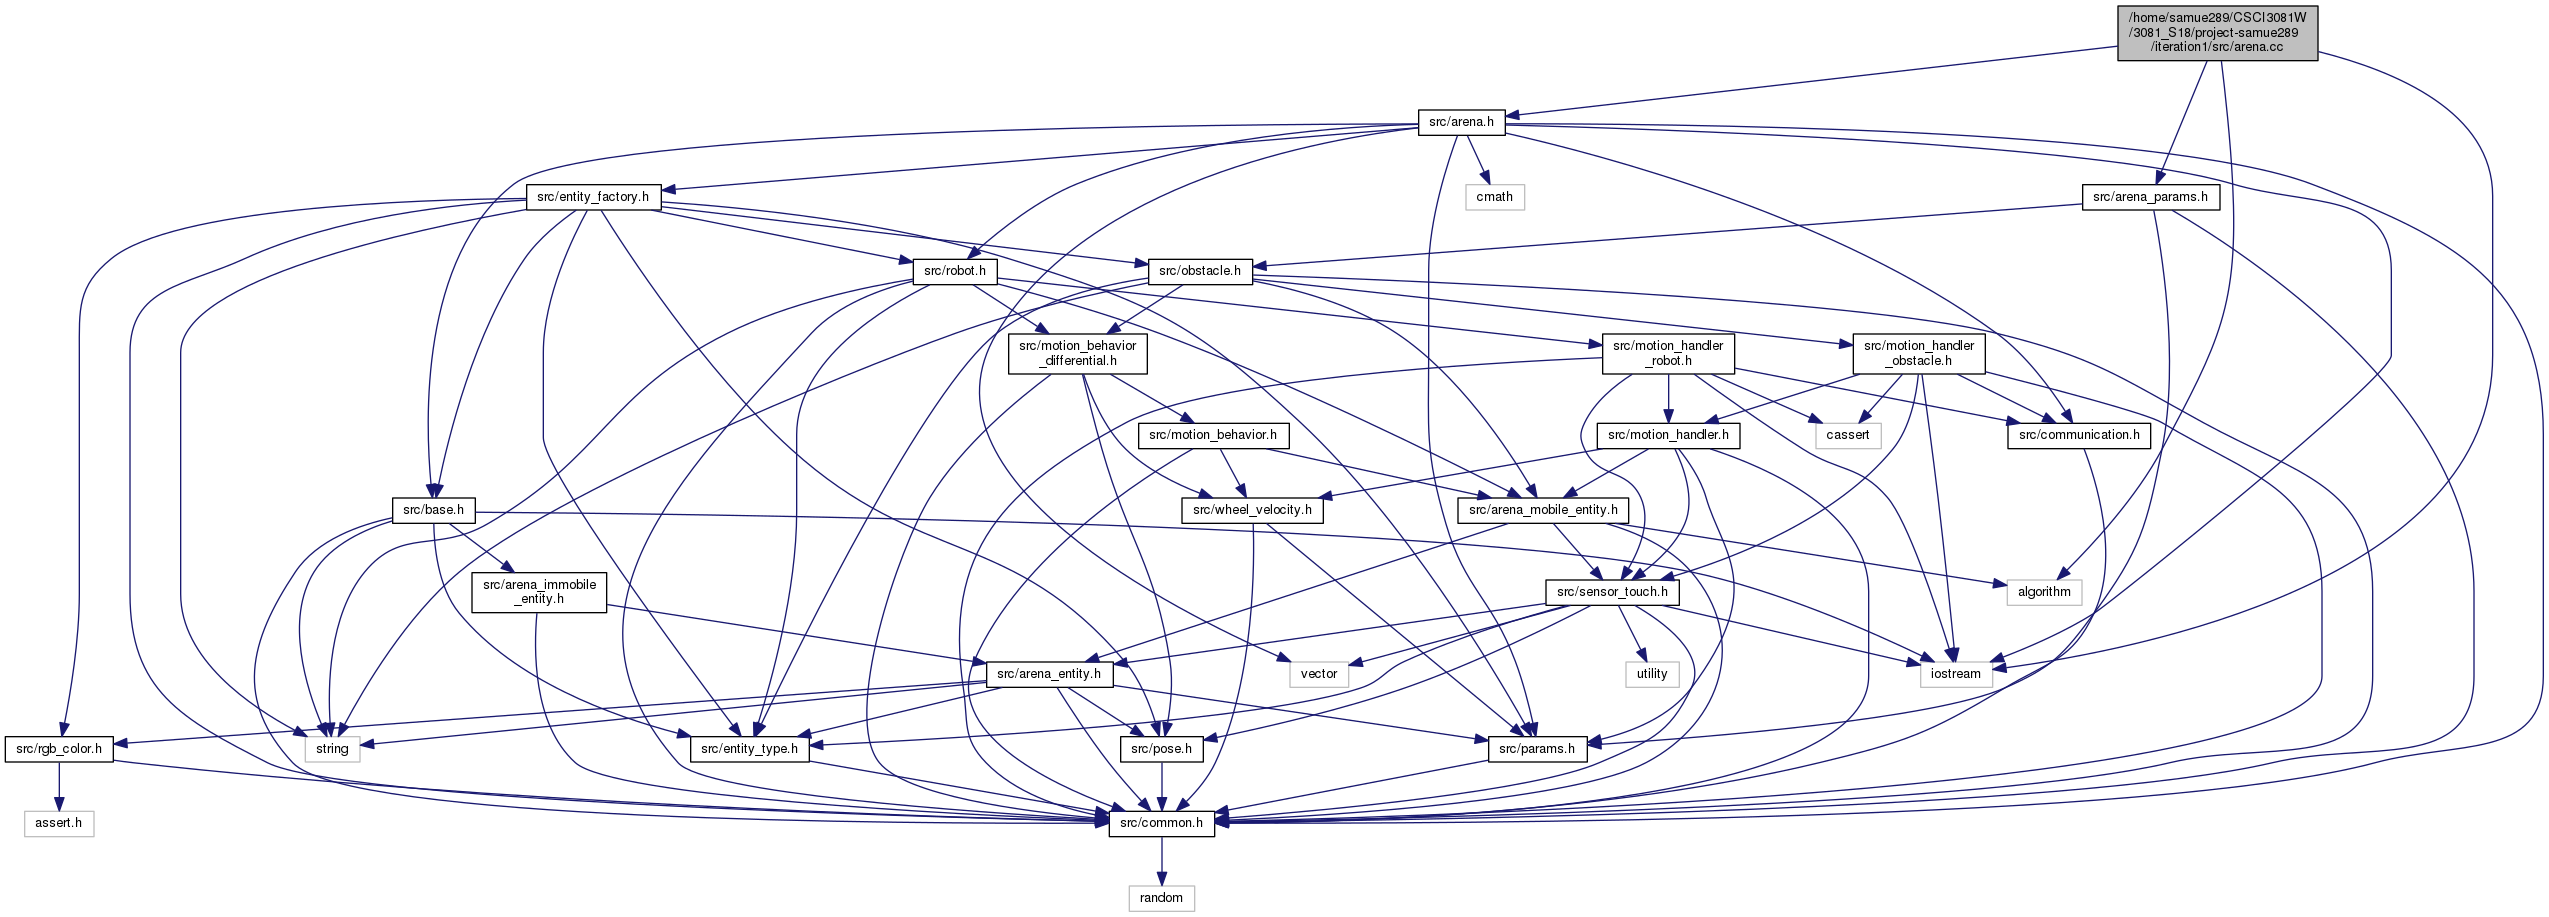 /home/samue289/CSCI3081W
/3081_S18/project-samue289
/iteration1/src/arena.cc
src/arena.h
src/entity_factory.h
cmath
src/arena_params.h
src/robot.h
src/obstacle.h
src/motion_behavior
_differential.h
src/motion_handler
_robot.h
src/motion_handler
_obstacle.h
src/motion_behavior.h
src/motion_handler.h
cassert
src/communication.h
src/base.h
src/wheel_velocity.h
src/arena_mobile_entity.h
src/arena_immobile
_entity.h
src/sensor_touch.h
algorithm
src/arena_entity.h
vector
utility
iostream
src/rgb_color.h
string
src/entity_type.h
src/pose.h
src/params.h
assert.h
src/common.h
random